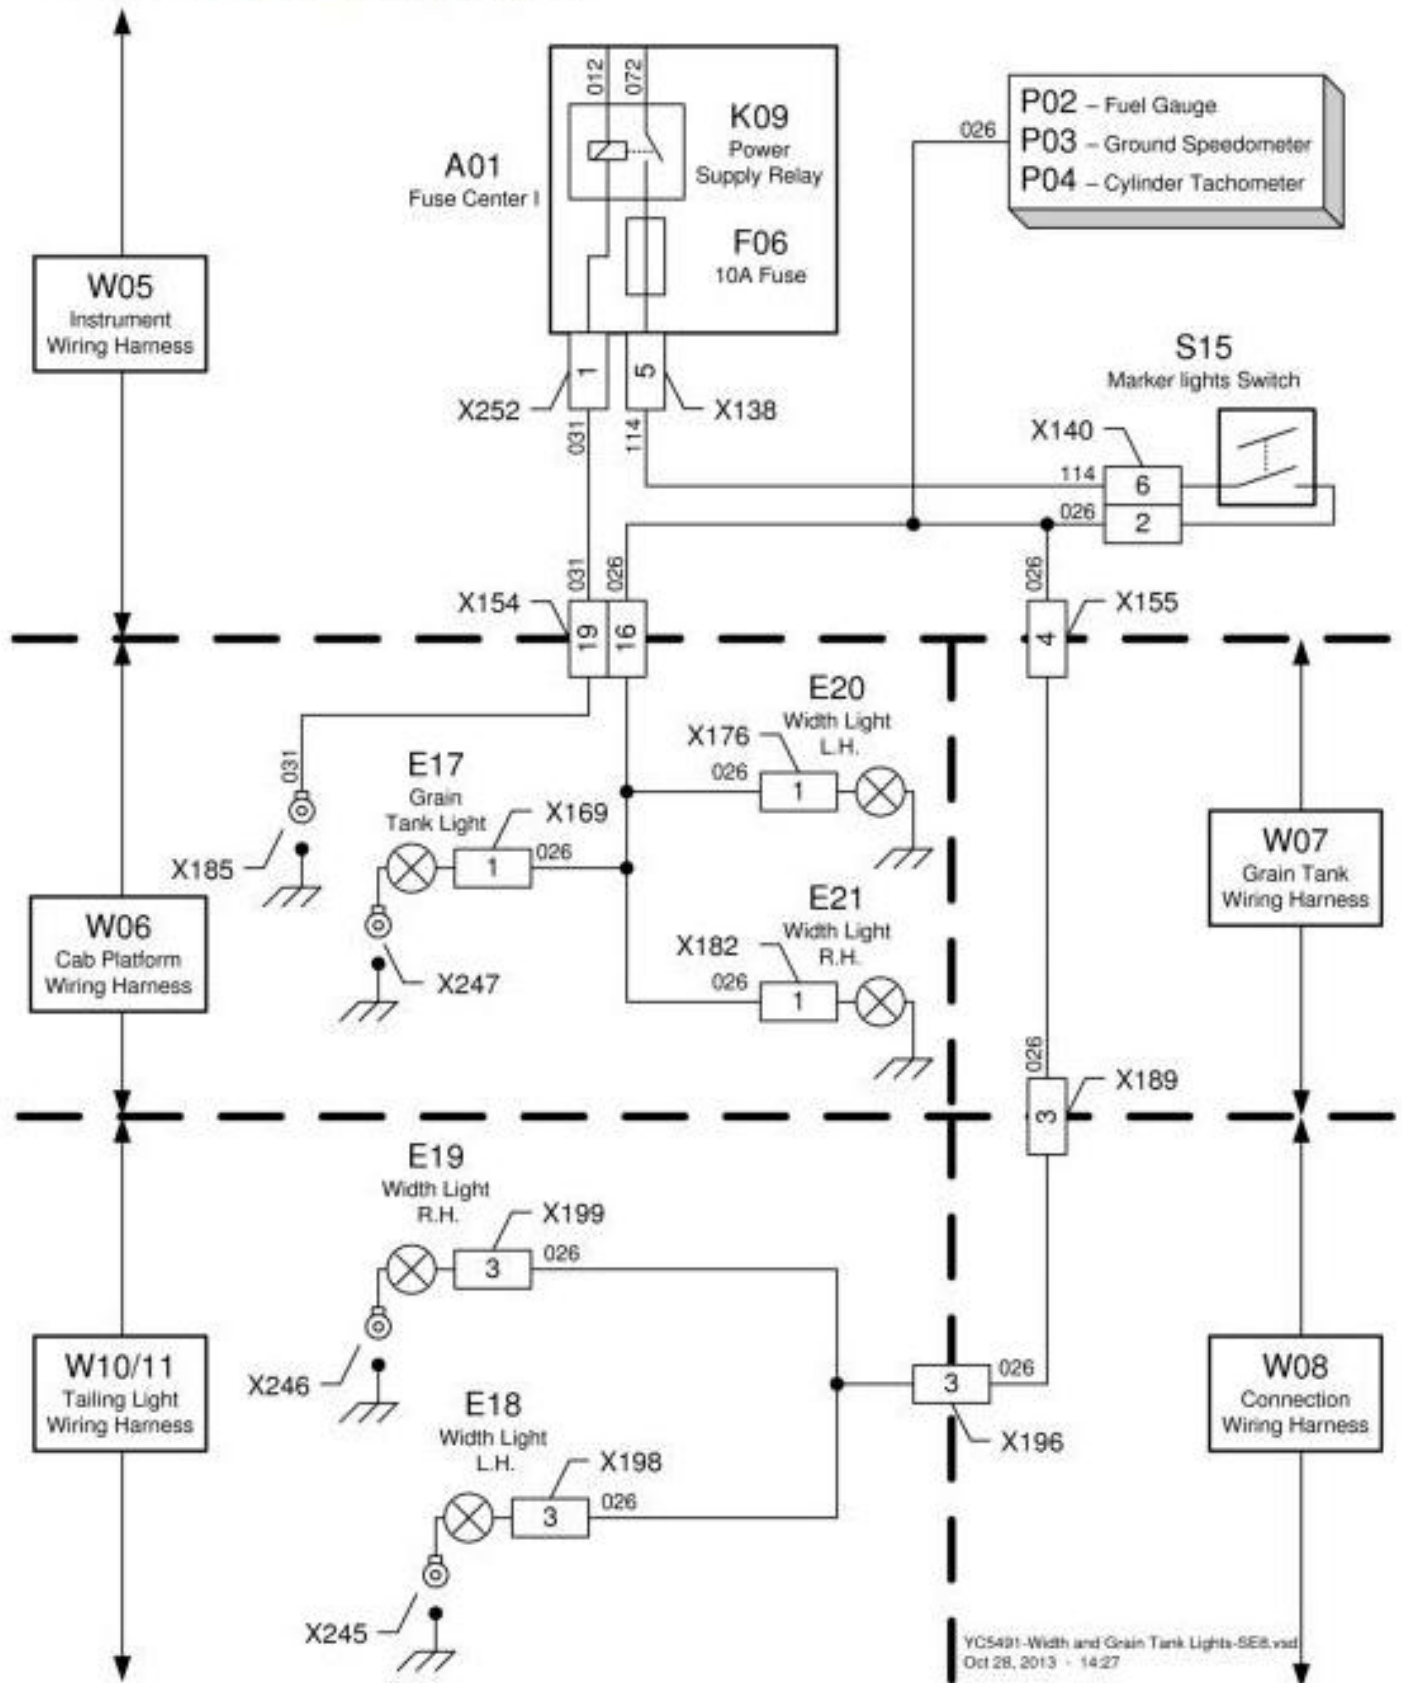 012
072
K09
Power
Supply Relay
A01
Fuse Center I
F06
10A Fuse
026
P02 – Fuel Gauge
P03 – Ground Speedometer
P04 – Cylinder Tachometer
W05
Instrument
Wiring Harness
S15
Marker lights Switch
X252
1
5
X138
031
114
X140
114
6
026
2
031
026
026
X154
19
16
4
X155
E20
Width Light
L.H.
X176
026
1
031
E17
Grain
Tank Light
X169
026
1
X185
W07
Grain Tank
Wiring Harness
E21
Width Light
R.H.
X182
026
1
W06
Cab Platform
Wiring Harness
X247
026
X189
3
E19
Width Light
R.H.
X199
026
3
W10/11
Tailing Light
Wiring Harness
X246
3
026
X196
W08
Connection
Wiring Harness
E18
Width Light
L.H.
X198
026
3
X245
YC5491-Width and Grain Tank Lights-SE8.vsd
Oct 28, 2013 - 14:27